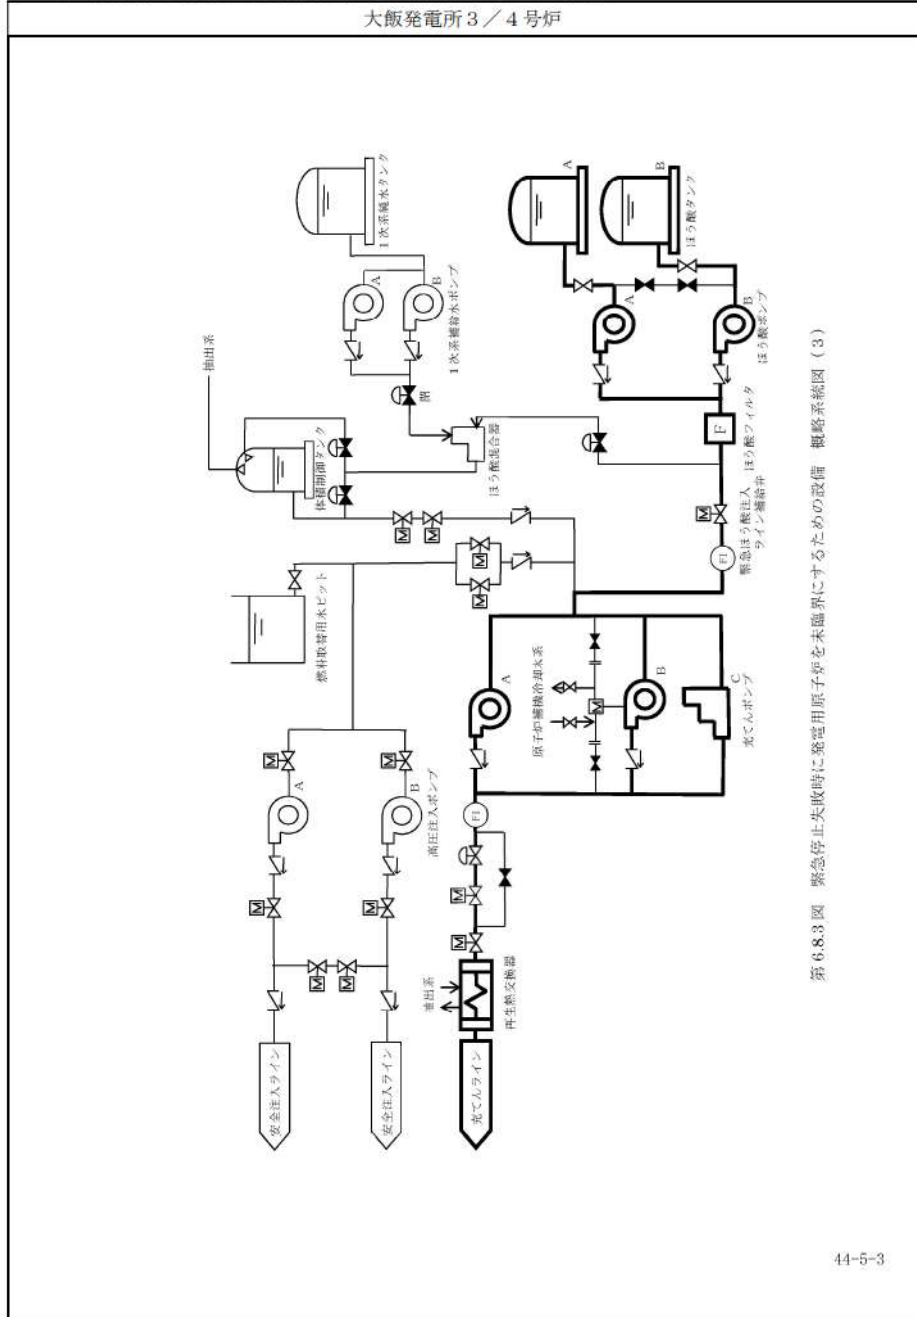 大飯発電所3/4号炉
抽出系
1次系純水タンク
A
B
1次系補給水ポンプ
閉
ほう酸混合器
体積制御タンク
燃料取替用水ピット
M
M
M
M
A
B
ほう酸タンク
A
B
ほう酸ポンプ
F
ほう酸フィルタ
M
緊急ほう酸注入
ライン補給弁
FI
A
原子炉補機冷却水系
M
B
C
充てんポンプ
M
A
M
B
高圧注入ポンプ
M
M
M
M
FI
M
M
抽出系
再生熱交換器
安全注入ライン
安全注入ライン
充てんライン
第6.8.3図 緊急停止失敗時に発電用原子炉を未臨界にするための設備 概略系統図(3)
44-5-3